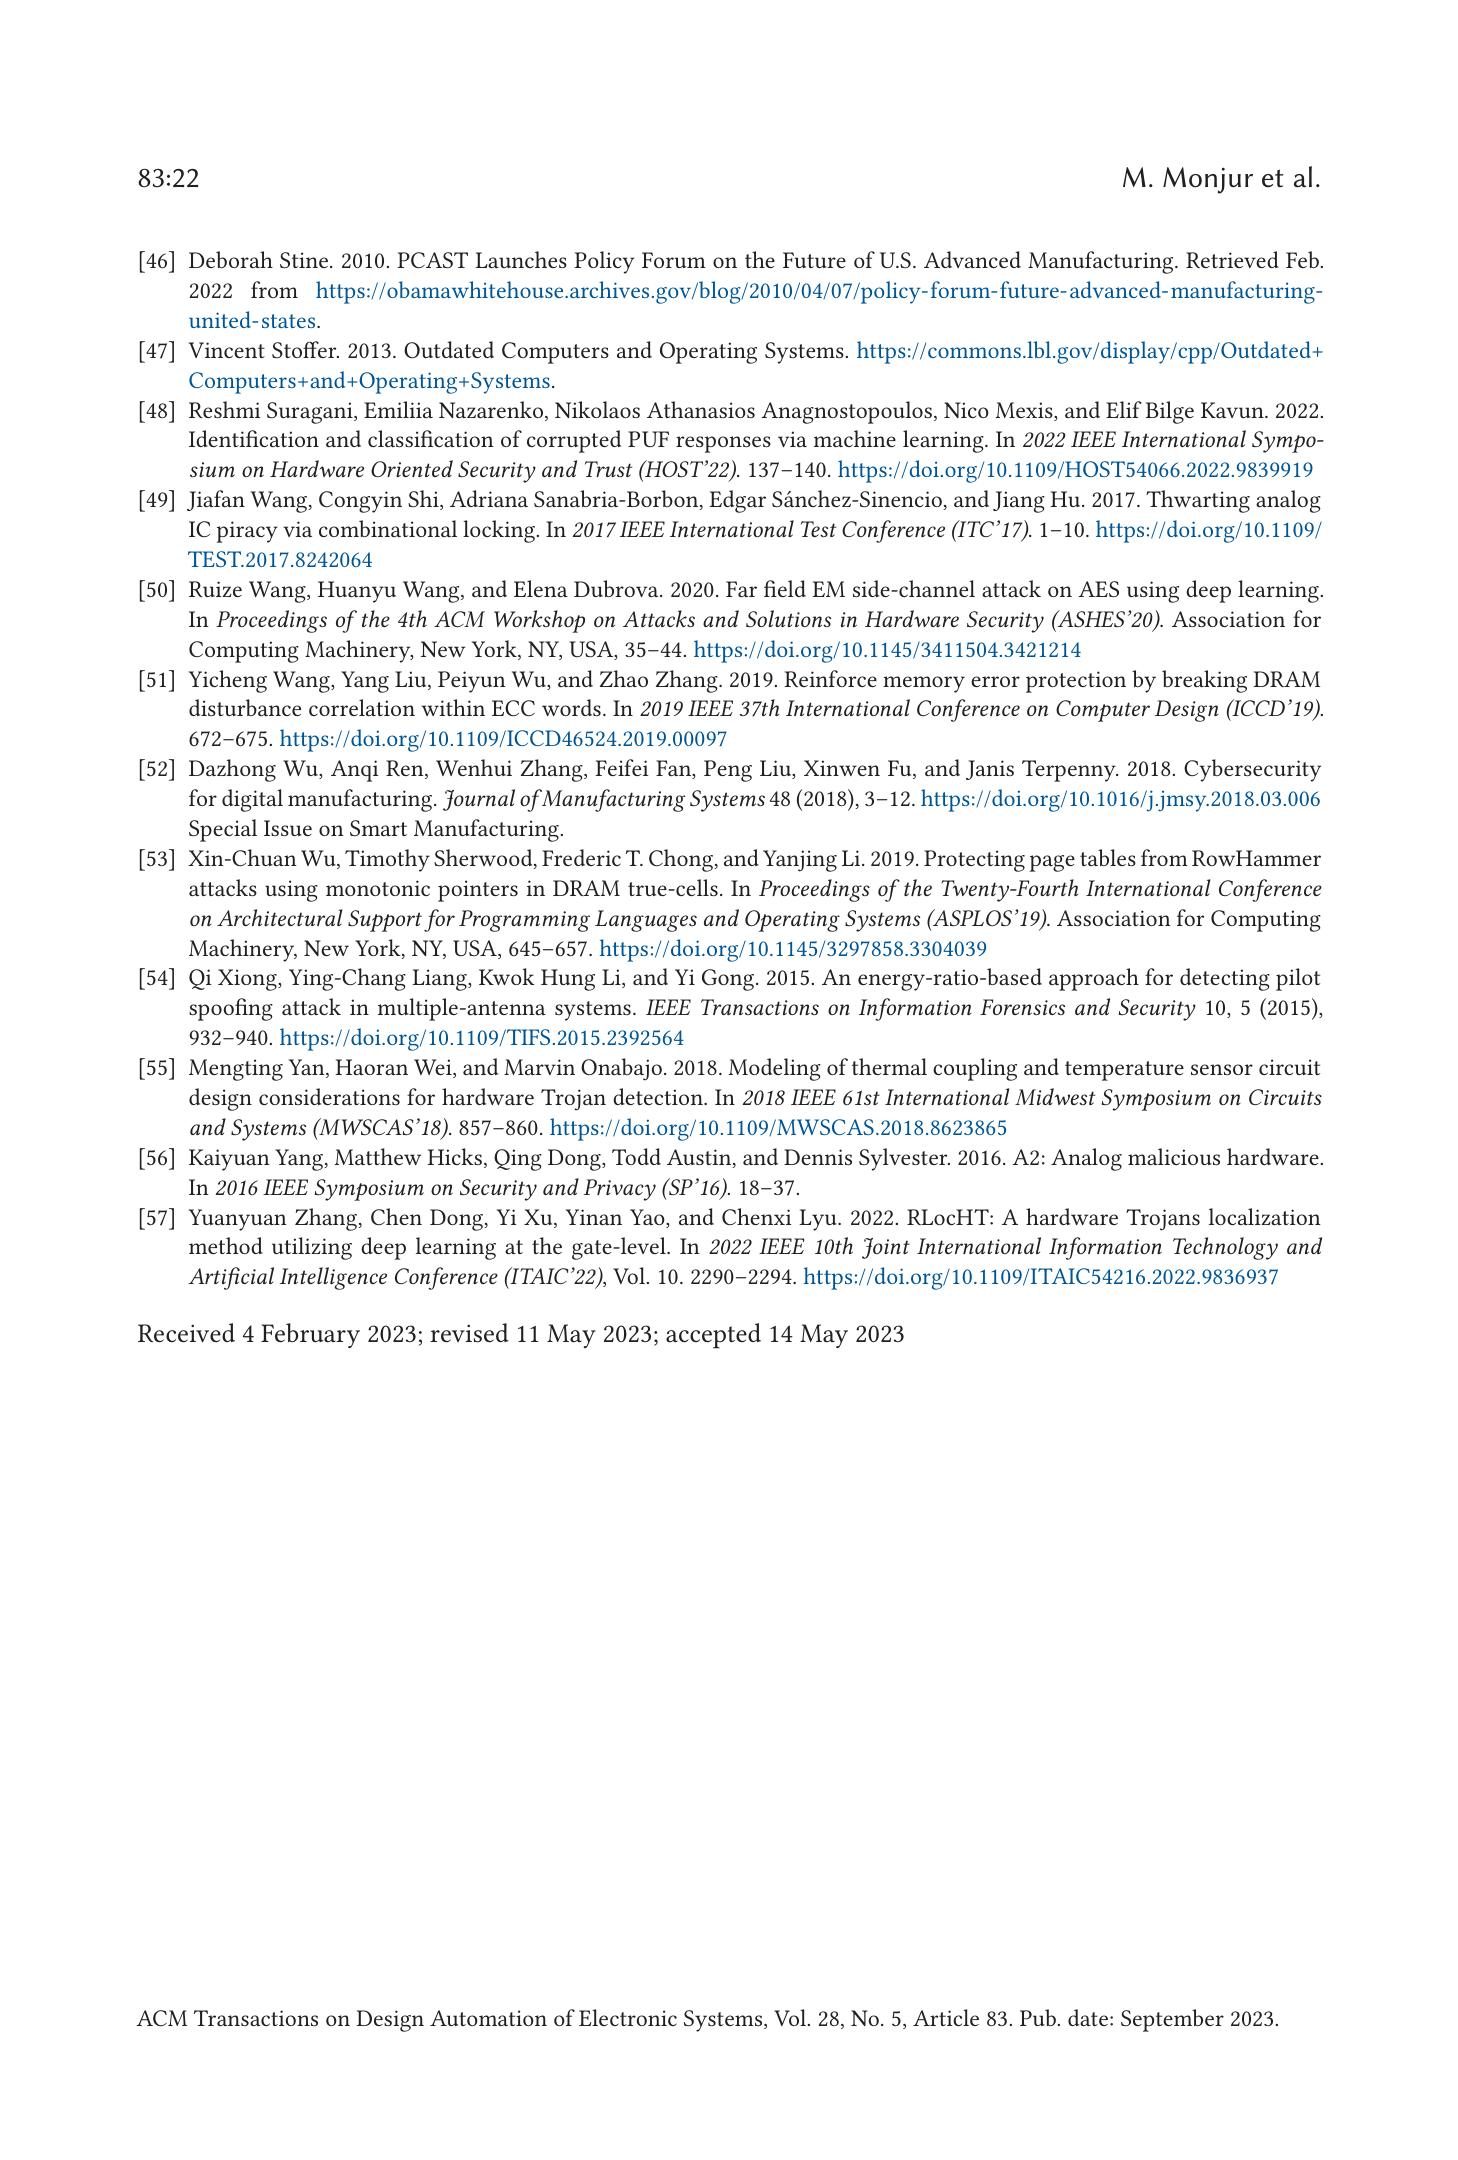 83:22
M. Monjur et al.
[46] Deborah Stine. 2010. PCAST Launches Policy Forum on the Future of U.S. Advanced Manufacturing. Retrieved Feb.
2022 from https://obamawhitehouse.archives.gov/blog/2010/04/07/policy-forum-future-advanced-manufacturing-
united-states.
[47] Vincent Stoffer. 2013. Outdated Computers and Operating Systems. https://commons.lbl.gov/display/cpp/Outdated+
Computers+and+Operating+Systems.
[48] Reshmi Suragani, Emiliia Nazarenko, Nikolaos Athanasios Anagnostopoulos, Nico Mexis, and Elif Bilge Kavun. 2022.
Identification and classification of corrupted PUF responses via machine learning. In 2022 IEEE International Sympo-
sium on Hardware Oriented Security and Trust (HOST’22). 137–140. https://doi.org/10.1109/HOST54066.2022.9839919
[49] Jiafan Wang, Congyin Shi, Adriana Sanabria-Borbon, Edgar Sánchez-Sinencio, and Jiang Hu. 2017. Thwarting analog
IC piracy via combinational locking. In 2017 IEEE International Test Conference (ITC’17). 1–10. https://doi.org/10.1109/
TEST.2017.8242064
[50] Ruize Wang, Huanyu Wang, and Elena Dubrova. 2020. Far field EM side-channel attack on AES using deep learning.
In Proceedings of the 4th ACM Workshop on Attacks and Solutions in Hardware Security (ASHES’20). Association for
Computing Machinery, New York, NY, USA, 35–44. https://doi.org/10.1145/3411504.3421214
[51] Yicheng Wang, Yang Liu, Peiyun Wu, and Zhao Zhang. 2019. Reinforce memory error protection by breaking DRAM
disturbance correlation within ECC words. In 2019 IEEE 37th International Conference on Computer Design (ICCD’19).
672–675. https://doi.org/10.1109/ICCD46524.2019.00097
[52] Dazhong Wu, Anqi Ren, Wenhui Zhang, Feifei Fan, Peng Liu, Xinwen Fu, and Janis Terpenny. 2018. Cybersecurity
for digital manufacturing. Journal of Manufacturing Systems 48 (2018), 3–12. https://doi.org/10.1016/j.jmsy.2018.03.006
Special Issue on Smart Manufacturing.
[53] Xin-Chuan Wu, Timothy Sherwood, Frederic T. Chong, and Yanjing Li. 2019. Protecting page tables from RowHammer
attacks using monotonic pointers in DRAM true-cells. In Proceedings of the Twenty-Fourth International Conference
on Architectural Support for Programming Languages and Operating Systems (ASPLOS’19). Association for Computing
Machinery, New York, NY, USA, 645–657. https://doi.org/10.1145/3297858.3304039
[54] Qi Xiong, Ying-Chang Liang, Kwok Hung Li, and Yi Gong. 2015. An energy-ratio-based approach for detecting pilot
spoofing attack in multiple-antenna systems. IEEE Transactions on Information Forensics and Security 10, 5 (2015),
932–940. https://doi.org/10.1109/TIFS.2015.2392564
[55] Mengting Yan, Haoran Wei, and Marvin Onabajo. 2018. Modeling of thermal coupling and temperature sensor circuit
design considerations for hardware Trojan detection. In 2018 IEEE 61st International Midwest Symposium on Circuits
and Systems (MWSCAS’18). 857–860. https://doi.org/10.1109/MWSCAS.2018.8623865
[56] Kaiyuan Yang, Matthew Hicks, Qing Dong, Todd Austin, and Dennis Sylvester. 2016. A2: Analog malicious hardware.
In 2016 IEEE Symposium on Security and Privacy (SP’16). 18–37.
[57] Yuanyuan Zhang, Chen Dong, Yi Xu, Yinan Yao, and Chenxi Lyu. 2022. RLocHT: A hardware Trojans localization
method utilizing deep learning at the gate-level. In 2022 IEEE 10th Joint International Information Technology and
Artificial Intelligence Conference (ITAIC’22), Vol. 10. 2290–2294. https://doi.org/10.1109/ITAIC54216.2022.9836937
Received 4 February 2023; revised 11 May 2023; accepted 14 May 2023
ACM Transactions on Design Automation of Electronic Systems, Vol. 28, No. 5, Article 83. Pub. date: September 2023.